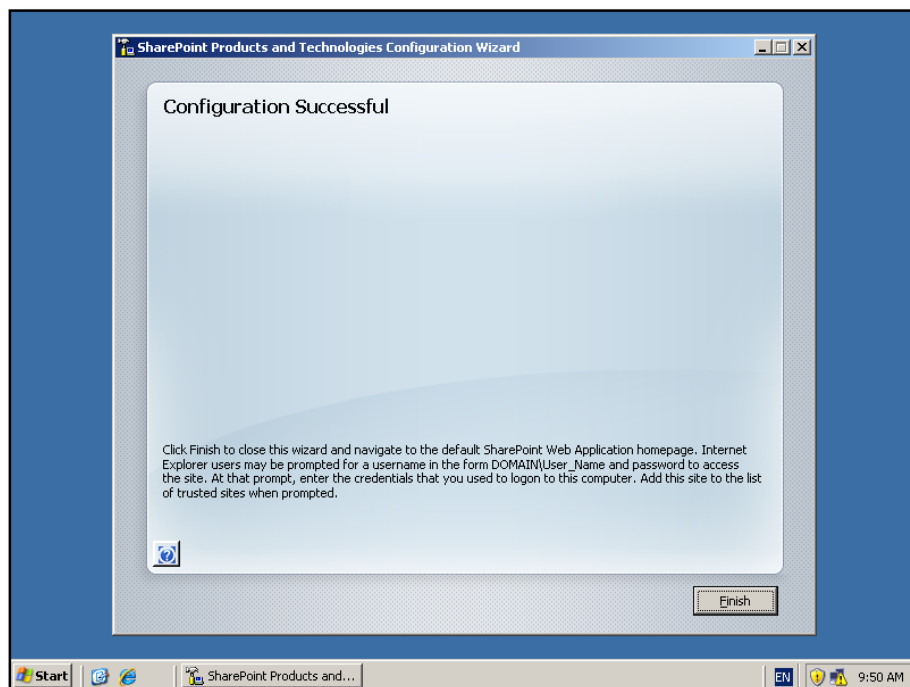 SharePoint Products and Technologies Configuration Wizard
Configuration Successful
Click Finish to close this wizard and navigate to the default SharePoint Web Application homepage. Internet
Explorer users may be prompted for a username in the form DOMAIN\User_Name and password to access
the site. At that prompt, enter the credentials that you used to logon to this computer. Add this site to the list
of trusted sites when prompted.
Finish
Start
SharePoint Products and...
EN
9:50 AM